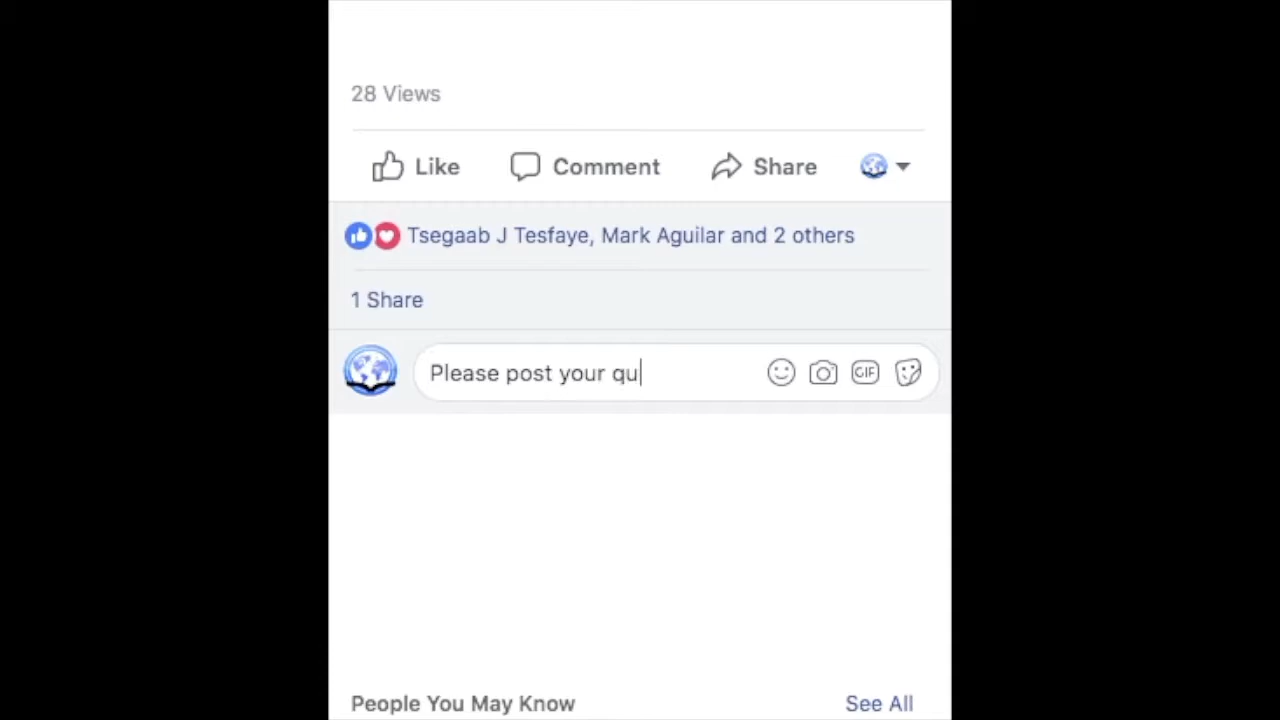 28 Views
Like Comment Share
Tsegaab J Tesfaye, Mark Aguilar and 2 others
1 Share
Please post your qu
GIF
People You May Know See All